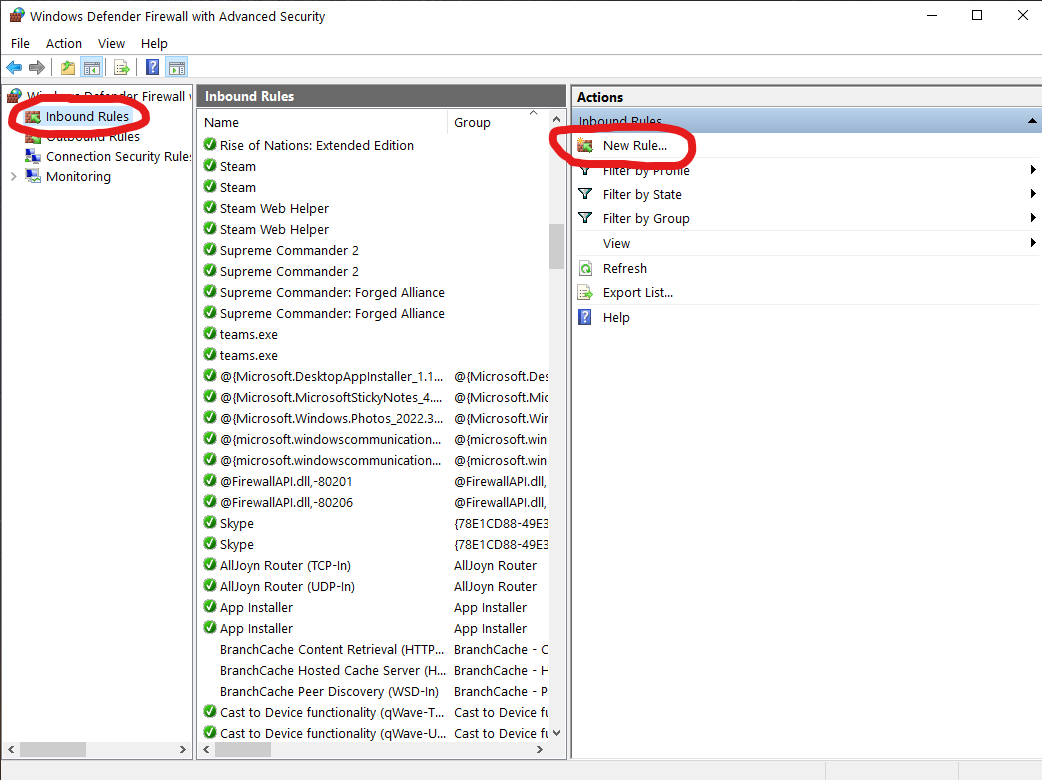 Windows Defender Firewall with Advanced Security
File Action View Help
Windows Defender Firewall
Inbound Rules
Outbound Rules
Connection Security Rules
Monitoring
Inbound Rules
Name Group
Rise of Nations: Extended Edition
Steam
Steam
Steam Web Helper
Steam Web Helper
Supreme Commander 2
Supreme Commander 2
Supreme Commander: Forged Alliance
Supreme Commander: Forged Alliance
teams.exe
teams.exe
@{Microsoft.DesktopAppInstaller_1.1... @{Microsoft.Des
@{Microsoft.MicrosoftStickyNotes_4.... @{Microsoft.Mic
@{Microsoft.Windows.Photos_2022.3... @{Microsoft.Win
@{microsoft.windowscommunication... @{microsoft.win
@{microsoft.windowscommunication... @{microsoft.win
@FirewallAPI.dll,-80201 @FirewallAPI.dll,
@FirewallAPI.dll,-80206 @FirewallAPI.dll,
Skype {78E1CD88-49E3
Skype {78E1CD88-49E3
AllJoyn Router (TCP-In) AllJoyn Router
AllJoyn Router (UDP-In) AllJoyn Router
App Installer App Installer
App Installer App Installer
BranchCache Content Retrieval (HTTP... BranchCache - C
BranchCache Hosted Cache Server (H... BranchCache - H
BranchCache Peer Discovery (WSD-In) BranchCache - P
Cast to Device functionality (qWave-T... Cast to Device fu
Cast to Device functionality (qWave-U... Cast to Device fu
Actions
Inbound Rules
New Rule...
Filter by Profile
Filter by State
Filter by Group
View
Refresh
Export List...
Help